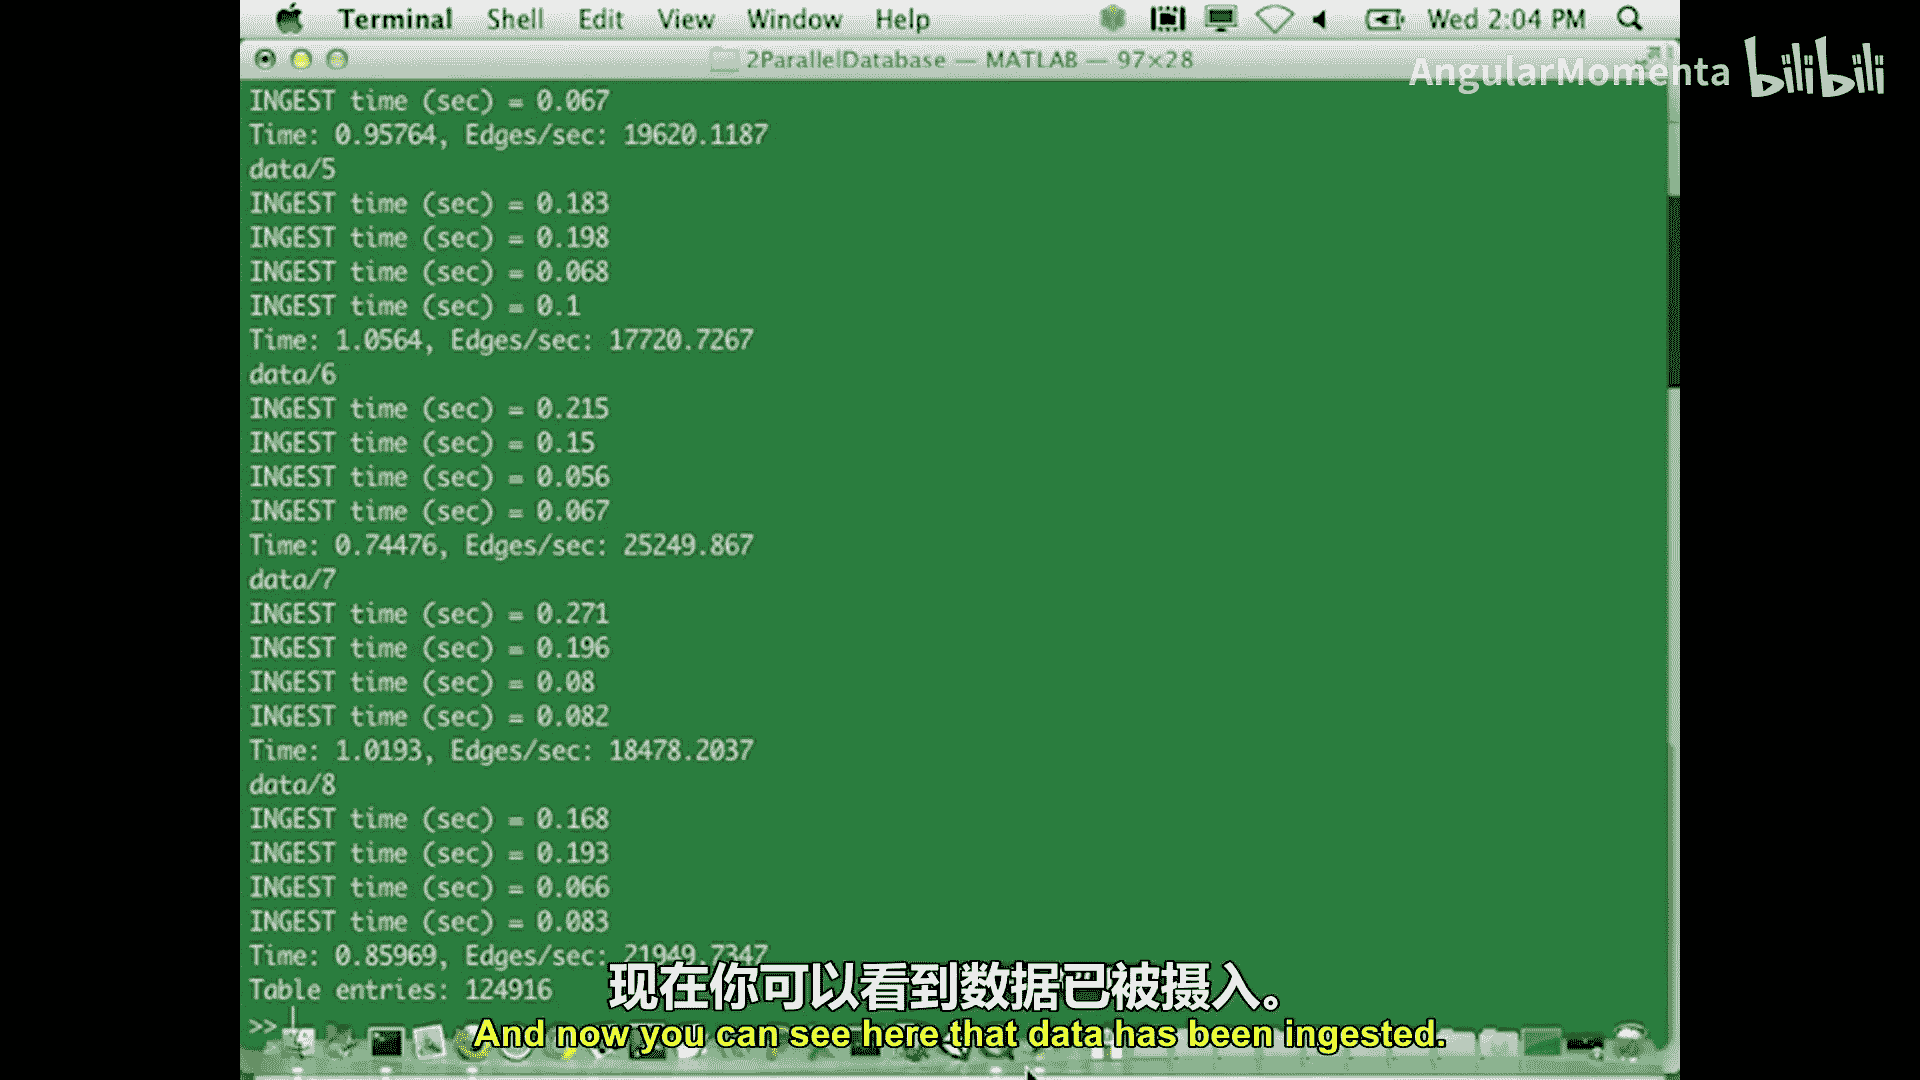 Terminal Shell Edit View Window Help Wed 2:04 PM
2ParallelDatabase — MATLAB — 97×28
AngularMomenta bilibili
INGEST time (sec) = 0.067
Time: 0.95764, Edges/sec: 19620.1187
data/5
INGEST time (sec) = 0.183
INGEST time (sec) = 0.198
INGEST time (sec) = 0.068
INGEST time (sec) = 0.1
Time: 1.0564, Edges/sec: 17720.7267
data/6
INGEST time (sec) = 0.215
INGEST time (sec) = 0.15
INGEST time (sec) = 0.056
INGEST time (sec) = 0.067
Time: 0.74476, Edges/sec: 25249.867
data/7
INGEST time (sec) = 0.271
INGEST time (sec) = 0.196
INGEST time (sec) = 0.08
INGEST time (sec) = 0.082
Time: 1.0193, Edges/sec: 18478.2037
data/8
INGEST time (sec) = 0.168
INGEST time (sec) = 0.193
INGEST time (sec) = 0.066
INGEST time (sec) = 0.083
Time: 0.85969, Edges/sec: 21949.7347
Table entries: 124916
>>
现在你可以看到数据已被摄入。
And now you can see here that data has been ingested.